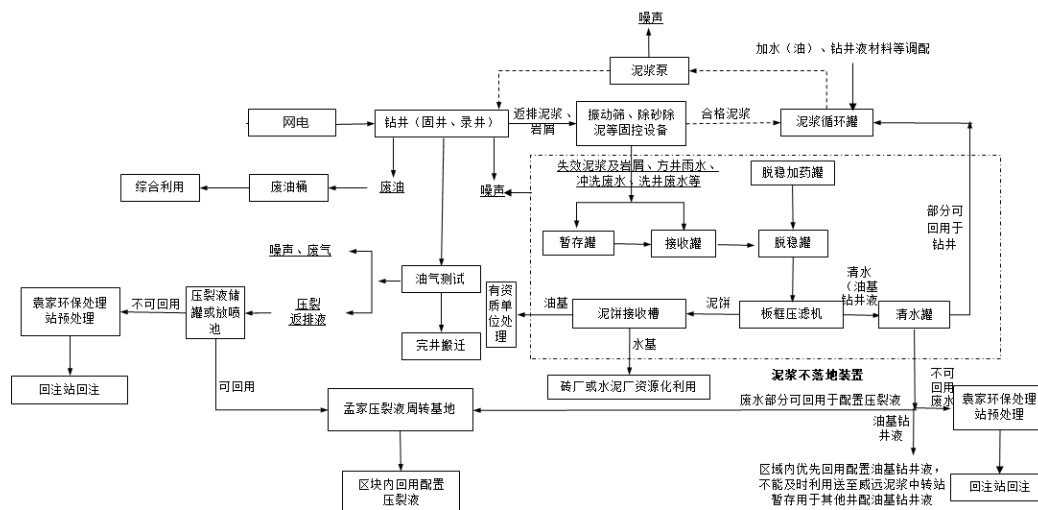 噪声
加水（油）、钻井液材料等调配
泥浆泵
网电
钻井（固井、录井）
返排泥浆、
岩屑
振动筛、除砂除
泥等固控设备
合格泥浆
泥浆循环罐
失效泥浆及岩屑、方井雨水、
冲洗废水、洗井废水等
脱稳加药罐
综合利用
废油桶
废油
噪声
部分可
回用于
钻井
暂存罐
接收罐
脱稳罐
噪声、废气
油气测试
清水
（油基
钻井液
有资
质单
位处
理
油基
泥饼接收槽
泥饼
板框压滤机
清水罐
袁家环保处理
站预处理
不可回用
压裂液储
罐或放喷
池
压裂
返排液
完井搬迁
水基
回注站回注
砖厂或水泥厂资源化利用
泥浆不落地装置
不可
回用
废水
可回用
孟家压裂液周转基地
废水部分可回用于配置压裂液
袁家环保处理
站预处理
油基钻
井液
区块内回用配置
压裂液
区域内优先回用配置油基钻井液，
不能及时利用送至威远泥浆中转站
暂存用于其他井配油基钻井液
回注站回注